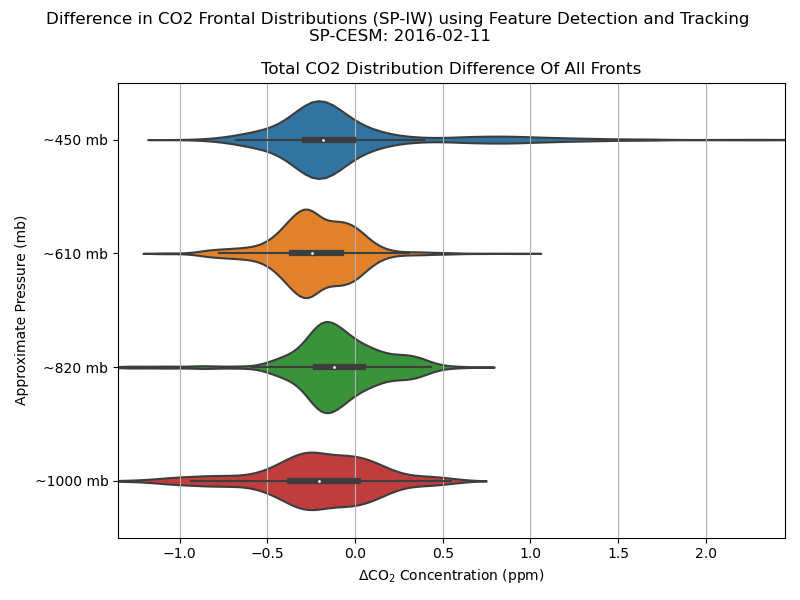 Difference in CO2 Frontal Distributions (SP-IW) using Feature Detection and Tracking
SP-CESM: 2016-02-11
Total CO2 Distribution Difference Of All Fronts
Approximate Pressure (mb)
~450 mb
~610 mb
~820 mb
~1000 mb
−1.0 −0.5 0.0 0.5 1.0 1.5 2.0
ΔCO₂ Concentration (ppm)